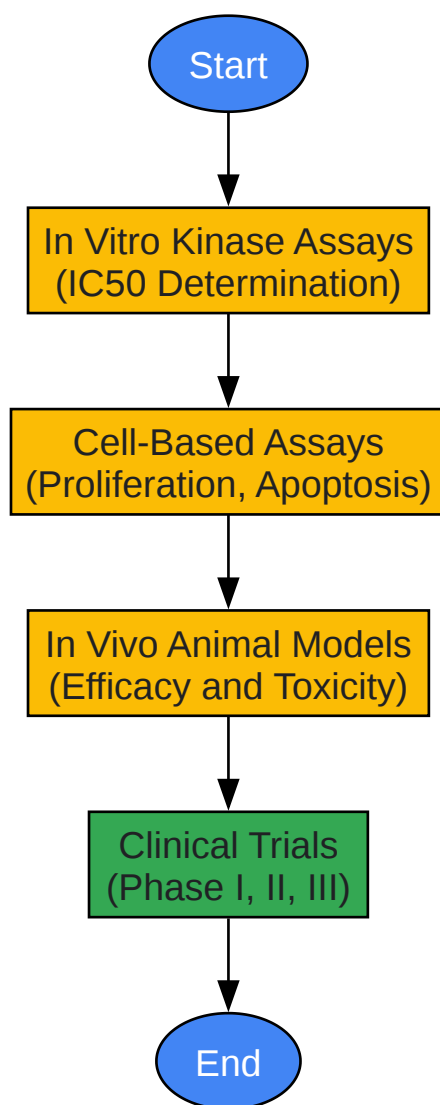 Start
In Vitro Kinase Assays
(IC50 Determination)
Cell-Based Assays
(Proliferation, Apoptosis)
In Vivo Animal Models
(Efficacy and Toxicity)
Clinical Trials
(Phase I, II, III)
End